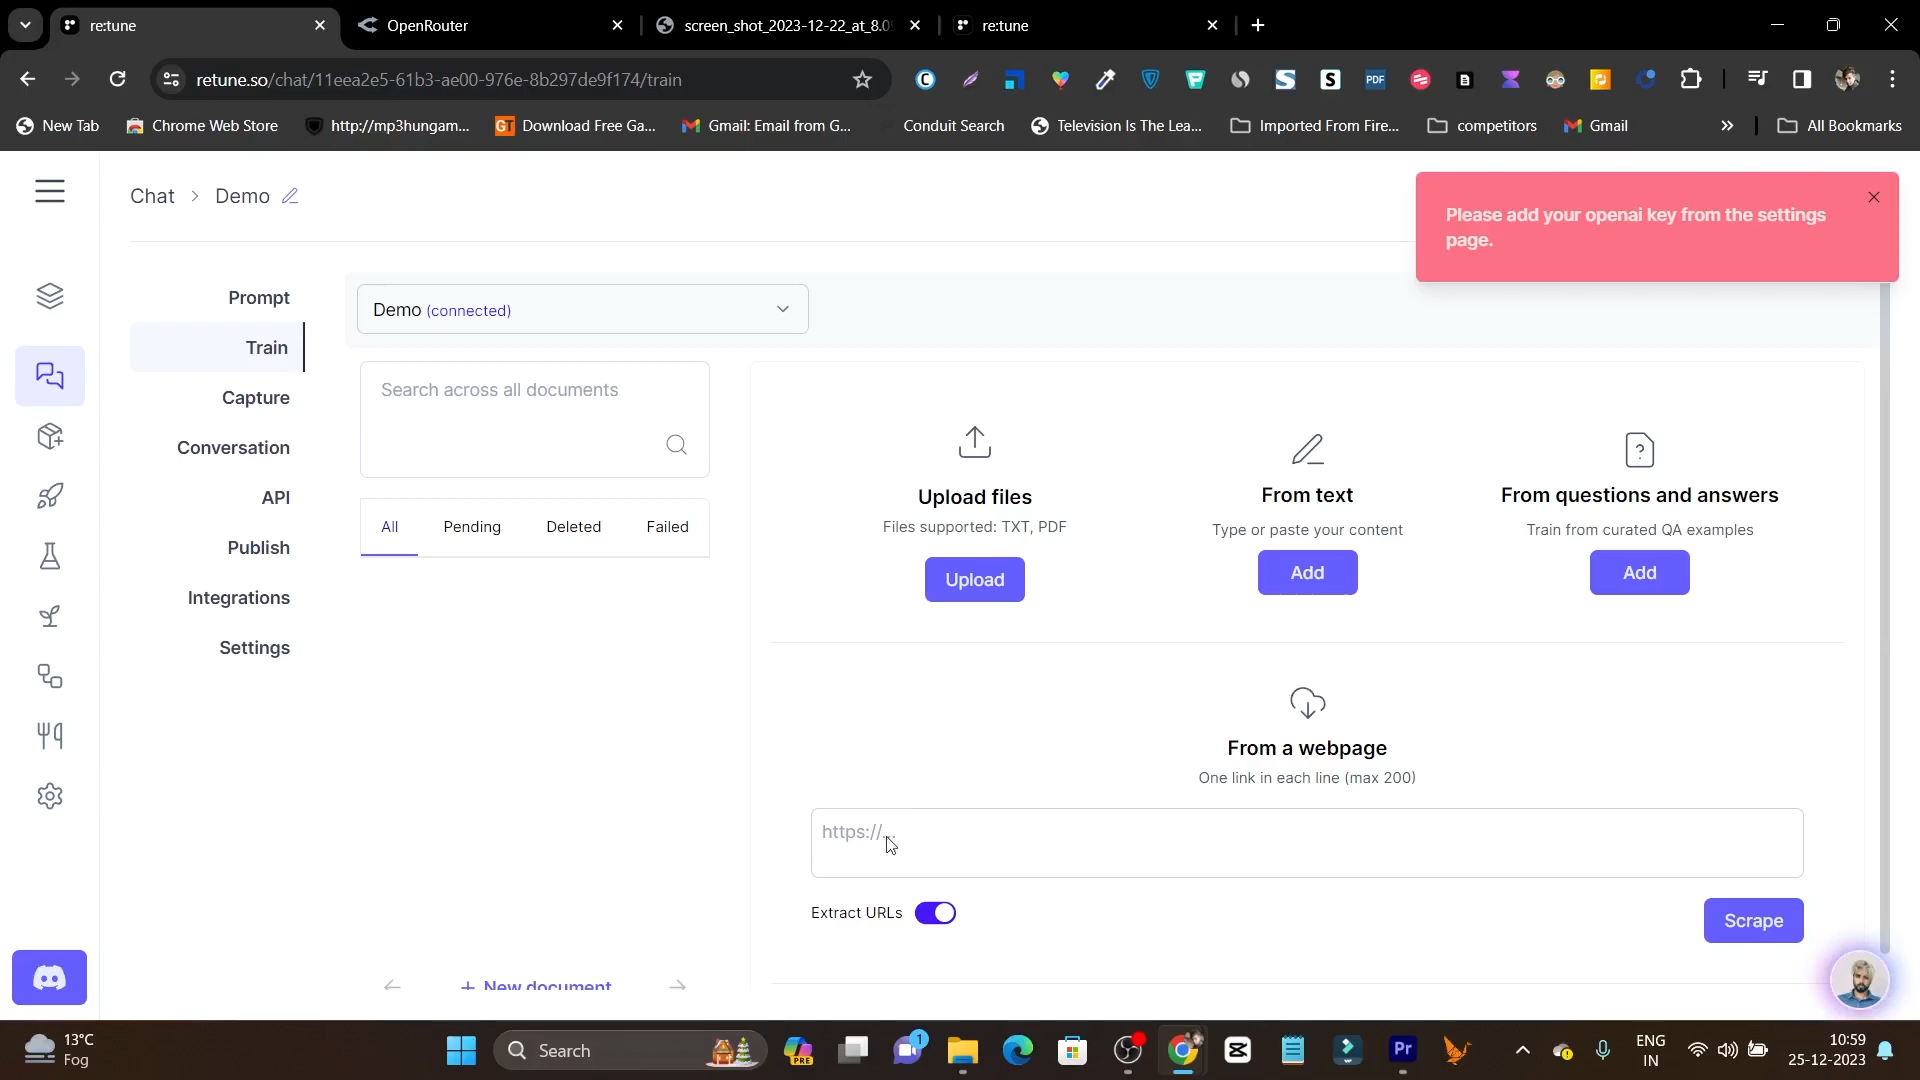 re:tune
OpenRouter
screen_shot_2023-12-22_at_8.0
re:tune
retune.so/chat/11eea2e5-61b3-ae00-976e-8b297de9f174/train
New Tab
Chrome Web Store
http://mp3hungam...
Download Free Ga...
Gmail: Email from G...
Conduit Search
Television Is The Lea...
Imported From Fire...
competitors
Gmail
All Bookmarks
Chat > Demo
Please add your openai key from the settings
page.
Prompt
Train
Capture
Conversation
API
Publish
Integrations
Settings
Demo (connected)
Search across all documents
All
Pending
Deleted
Failed
Upload files
Files supported: TXT, PDF
Upload
From text
Type or paste your content
Add
From questions and answers
Train from curated QA examples
Add
From a webpage
One link in each line (max 200)
https://...
Extract URLs
Scrape
+ New document
13°C
Fog
Search
PRE
1
Pr
ENG
IN
10:59
25-12-2023